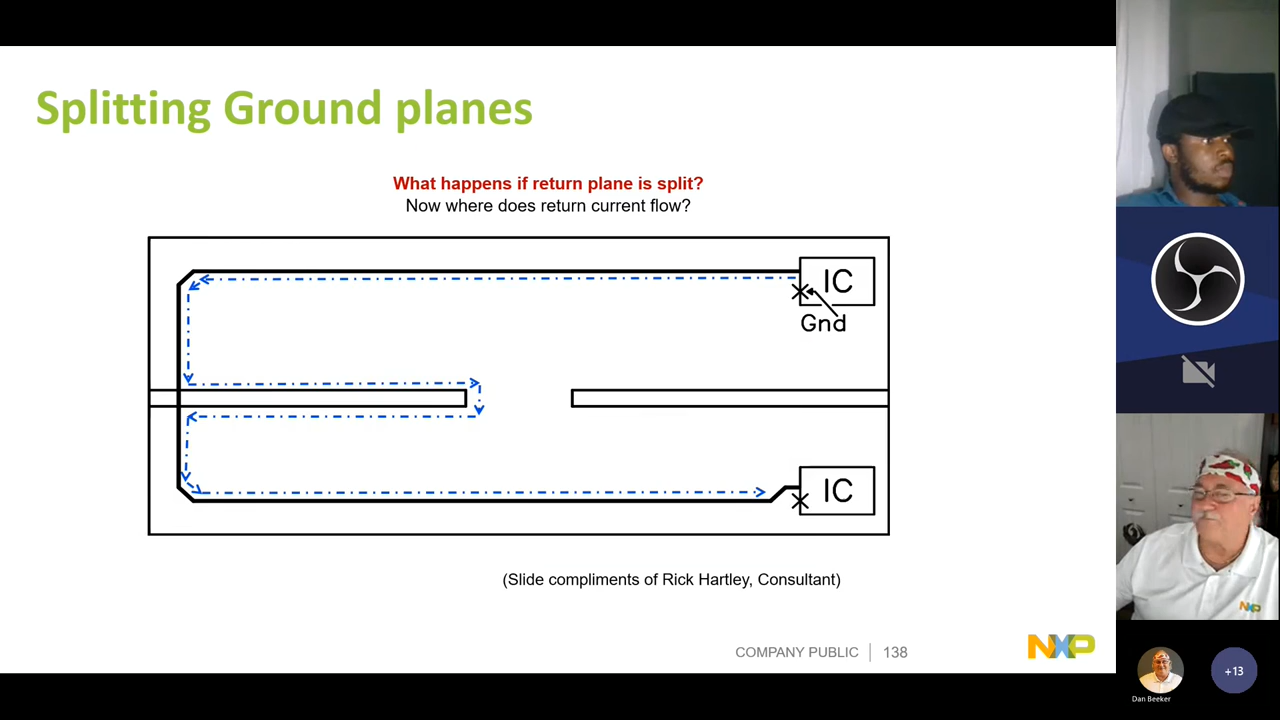 Splitting Ground planes
What happens if return plane is split?
Now where does return current flow?
IC
Gnd
IC
(Slide compliments of Rick Hartley, Consultant)
COMPANY PUBLIC | 138
NXP
NXP
Dan Beeker
+13